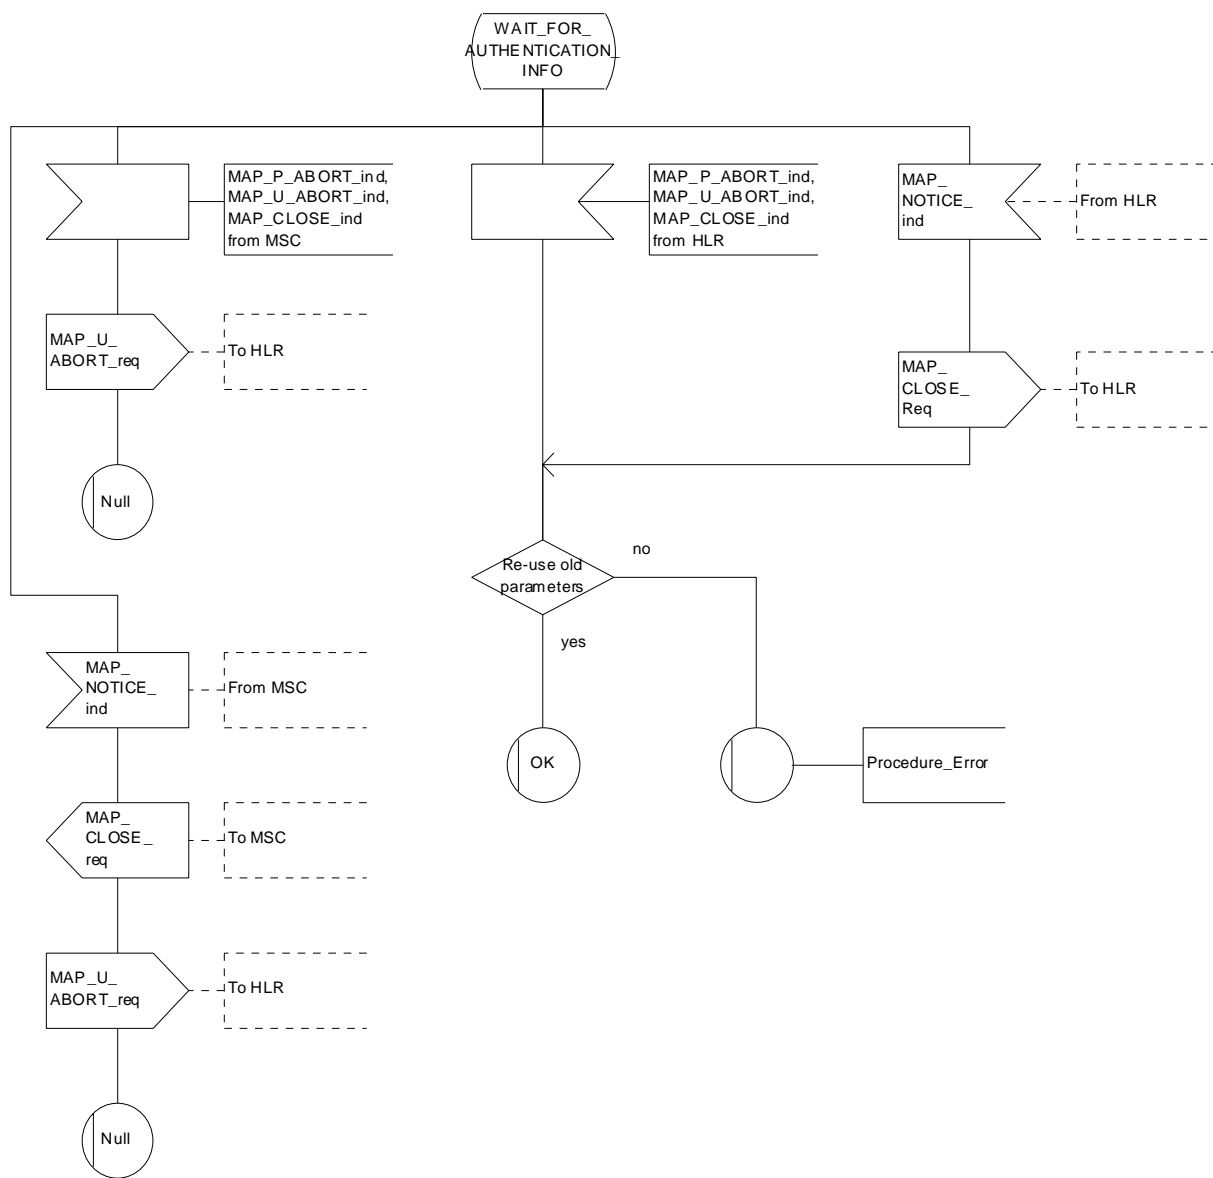 WAIT_FOR_
AUTHENTICATION_
INFO
MAP_P_ABORT_ind,
MAP_U_ABORT_ind,
MAP_CLOSE_ind
from MSC
MAP_P_ABORT_ind,
MAP_U_ABORT_ind,
MAP_CLOSE_ind
from HLR
MAP_
NOTICE_
ind
From HLR
MAP_U_
ABORT_req
To HLR
MAP_
CLOSE_
Req
To HLR
Null
Re-use old
parameters
no
yes
MAP_
NOTICE_
ind
From MSC
OK
Procedure_Error
MAP_
CLOSE_
req
To MSC
MAP_U_
ABORT_req
To HLR
Null